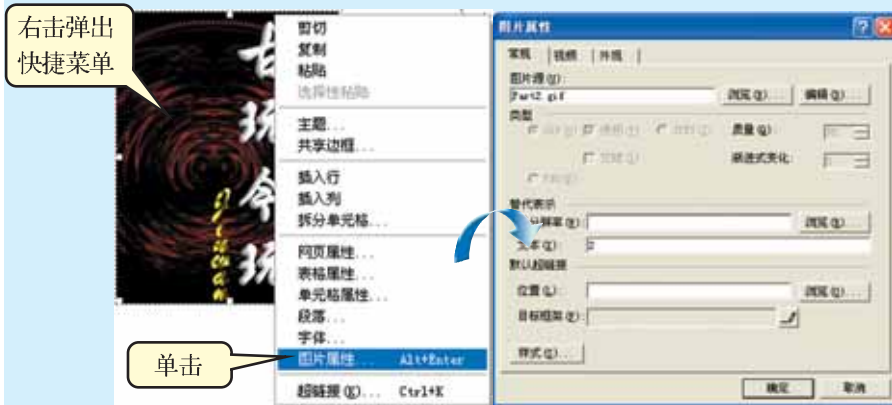 右击弹出
快捷菜单
古玩今玩
剪切
复制
粘贴
选择性粘贴
主题...
共享边框...
插入行
插入列
拆分单元格...
网页属性...
表格属性...
单元格属性...
段落...
字体...
图片属性... Alt+Enter
超链接(K)... Ctrl+K
单击
图片属性
常规 视频 外观
图片源(U):
Part2.gif 浏览(B)... 编辑(D)...
类型
质量(Q):
渐进式变化:
替代表示
浏览(W)...
文本(X): 2
默认超链接
位置(L): 浏览(O)...
目标框架(F):
样式(S)...
确定 取消